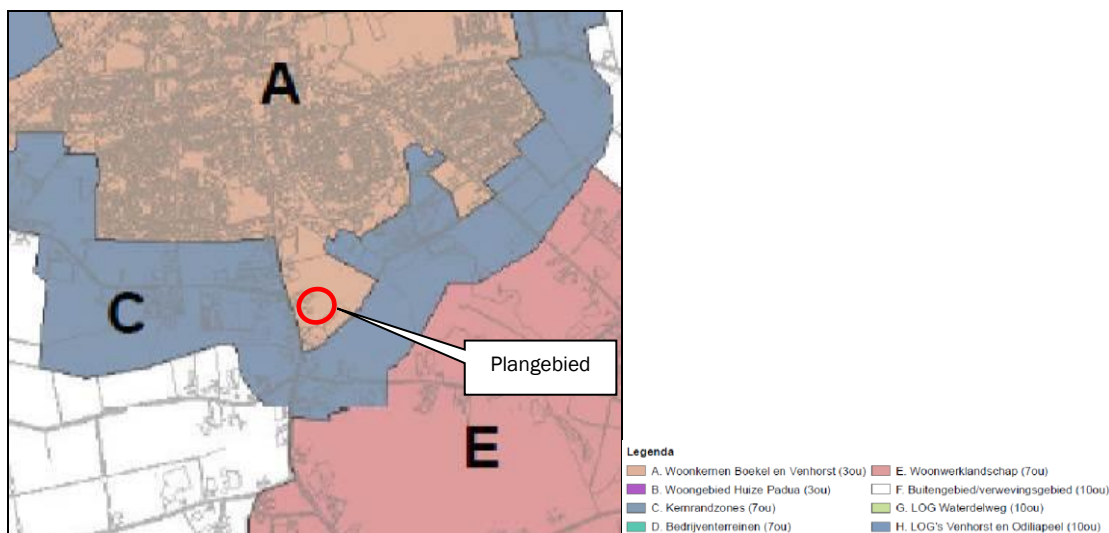 A
C
Plangebied
E
Legenda
A. Woonkernen Boekel en Venhorst (3ou)
B. Woongebied Huize Padua (3ou)
C. Kernrandzones (7ou)
D. Bedrijventerreinen (7ou)
E. Woonwerklandschap (7ou)
F. Buitengebied/verwevingsgebied (10ou)
G. LOG Waterdelweg (10ou)
H. LOG's Venhorst en Odiliapeel (10ou)